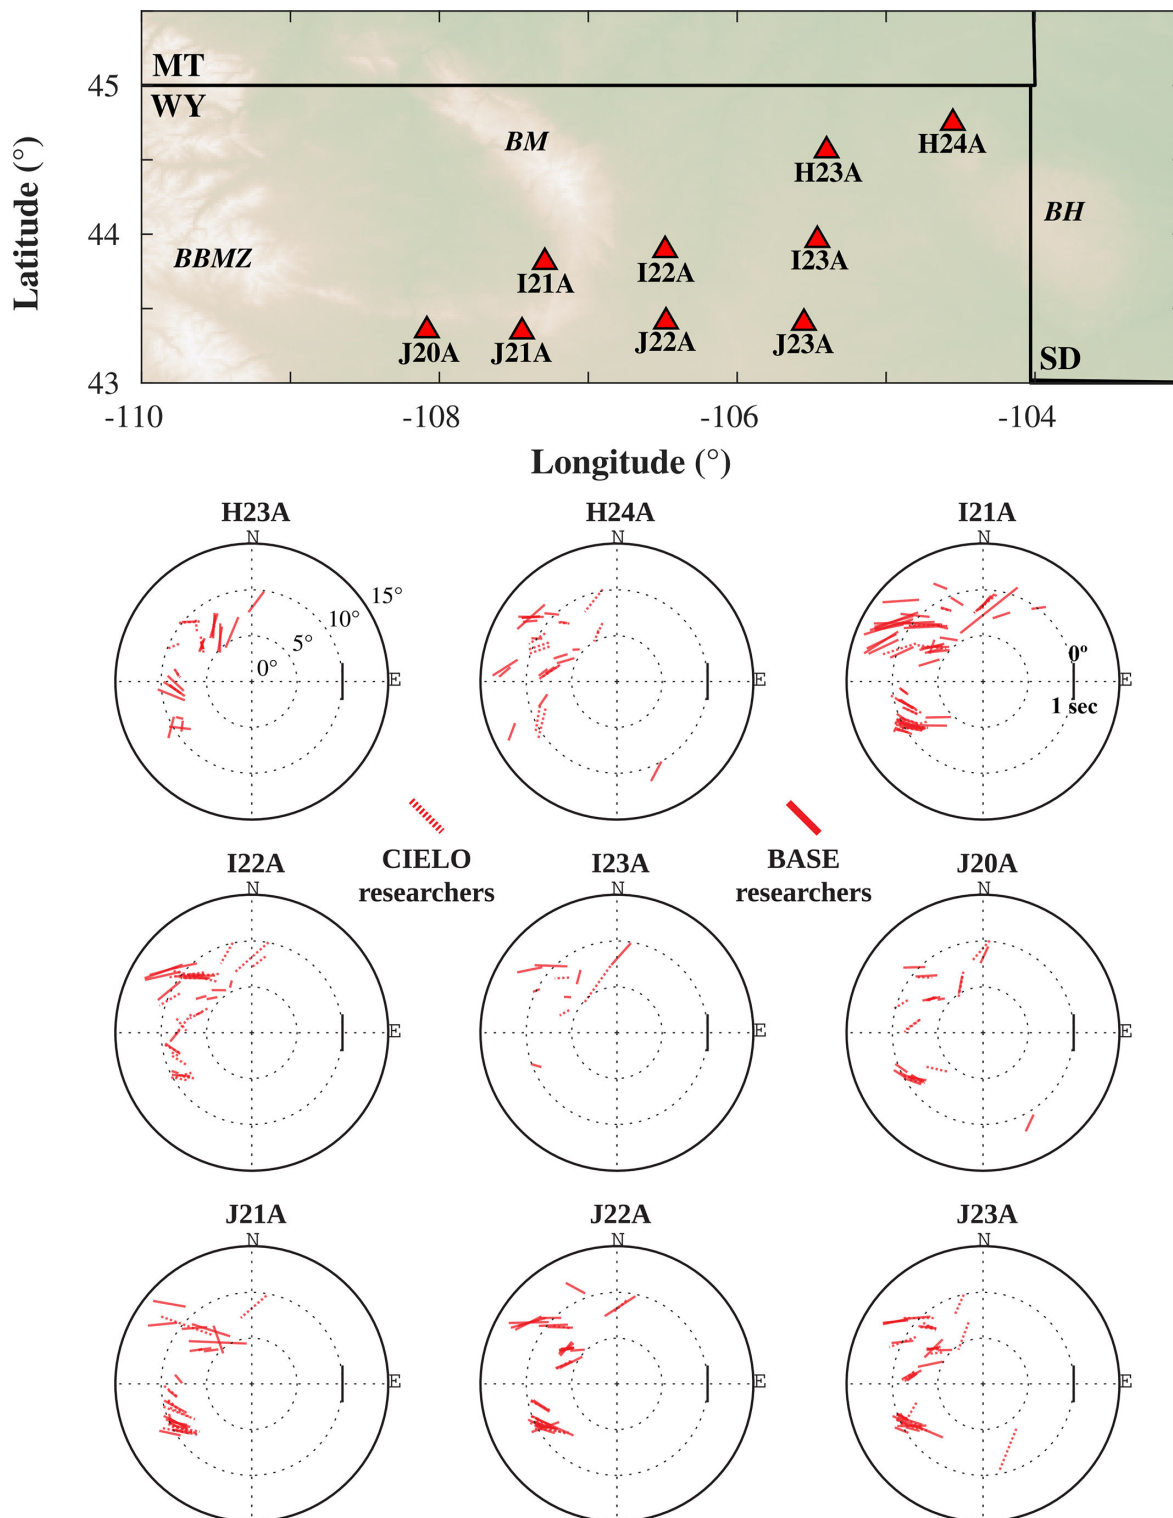 MT
45
WY
BM
H24A
H23A
BH
44
BBMZ
I23A
I22A
I21A
J20A
J21A
J22A
J23A
SD
43
-110
-108
-106
-104
Latitude (°)
Longitude (°)
H23A
H24A
I21A
N
N
N
15°
10°
5°
0°
E
E
0°
1 sec
E
CIELO
researchers
BASE
researchers
I22A
I23A
J20A
N
N
N
E
E
E
J21A
J22A
J23A
N
N
N
E
E
E